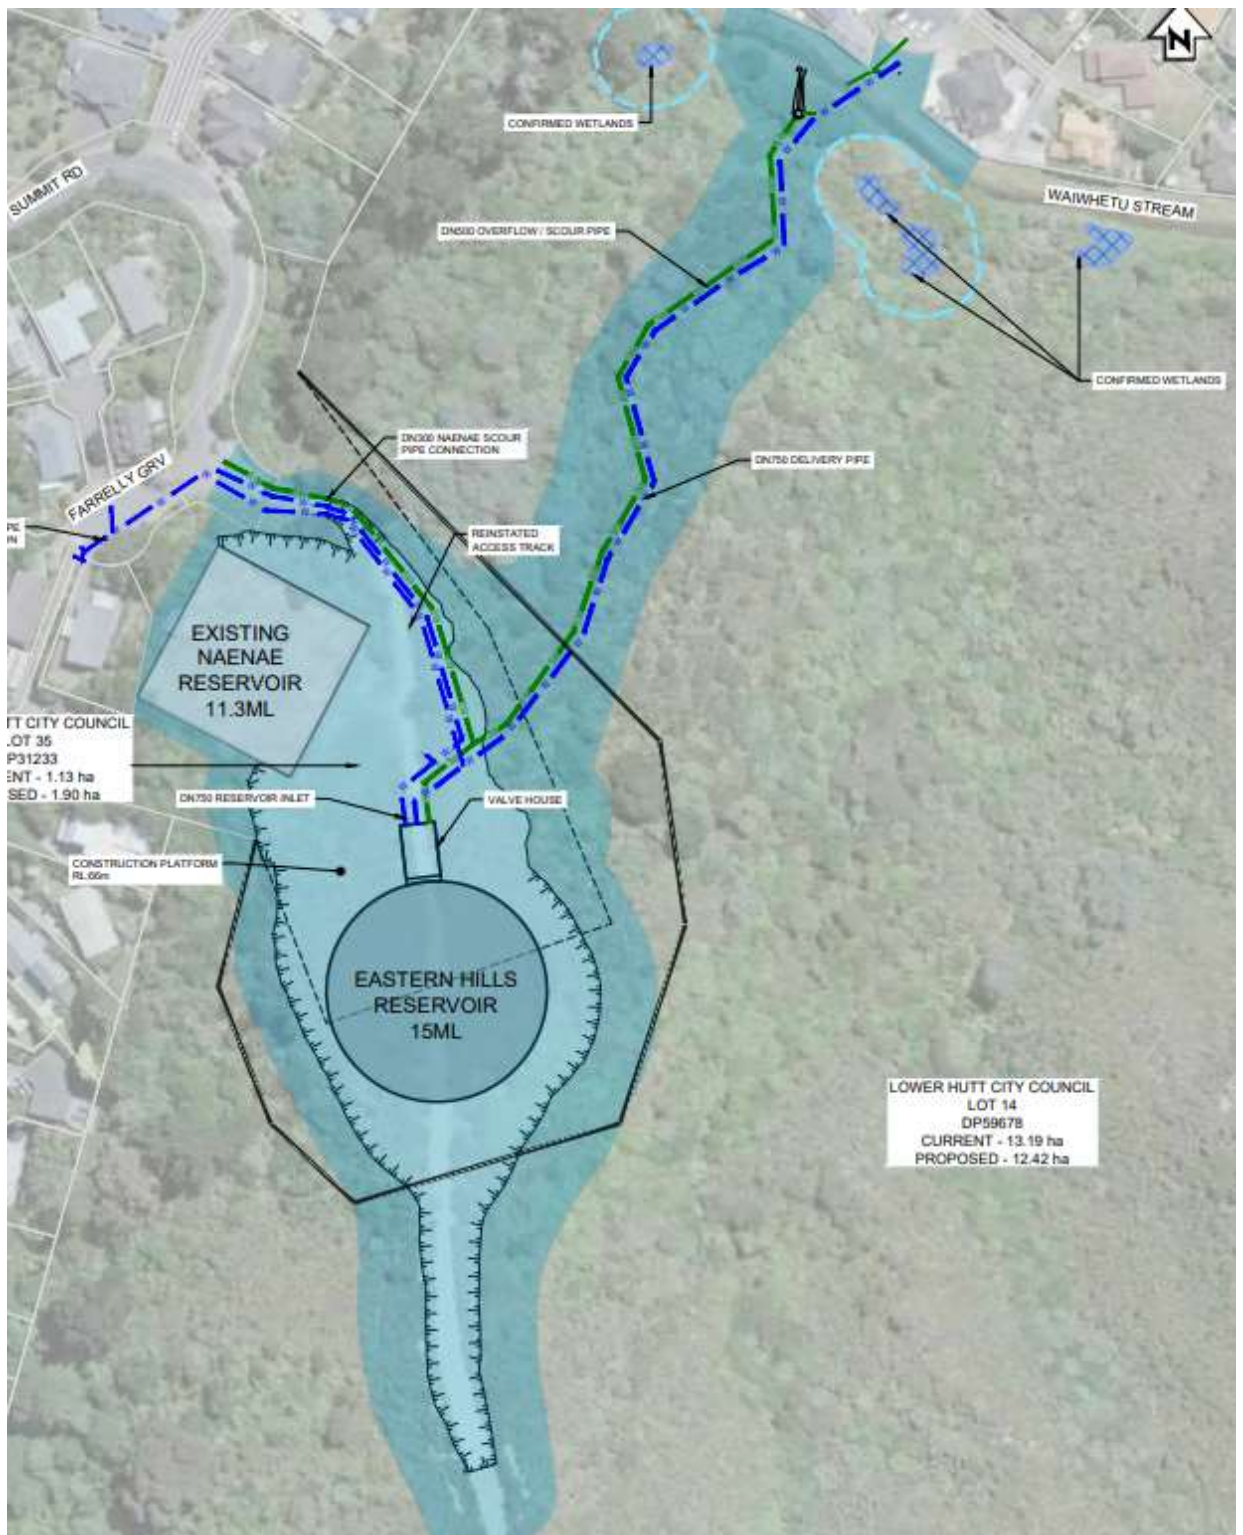 N
CONFIRMED WETLANDS
SUMMIT RD
WAIWHETU STREAM
DN500 OVERFLOW / SCOUR PIPE
CONFIRMED WETLANDS
DN300 NAENAE SCOUR
PIPE CONNECTION
DN750 DELIVERY PIPE
FARRELLY GRV
REINSTATED
ACCESS TRACK
EXISTING
NAENAE
RESERVOIR
11.3ML
TT CITY COUNCIL
LOT 35
P31233
ENT - 1.13 ha
SED - 1.90 ha
DN750 RESERVOIR INLET
VALVE HOUSE
CONSTRUCTION PLATFORM
RL.66m
EASTERN HILLS
RESERVOIR
15ML
LOWER HUTT CITY COUNCIL
LOT 14
DP59678
CURRENT - 13.19 ha
PROPOSED - 12.42 ha